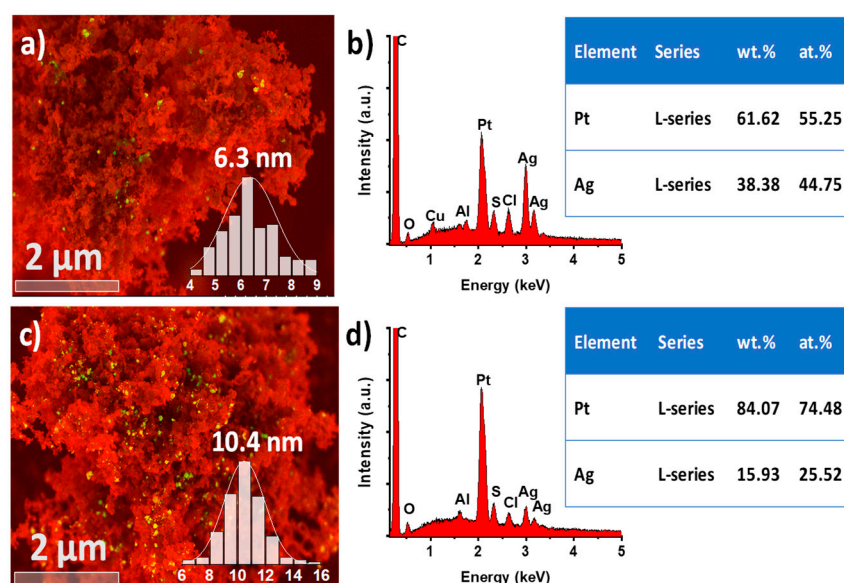 a)
6.3 nm
2 μm
4 5 6 7 8 9
b)
C
Pt
Ag
O
Cu
Al
S
Cl
Ag
Intensity (a.u.)
1 2 3 4 5
Energy (keV)
Element Series wt.% at.%
Pt L-series 61.62 55.25
Ag L-series 38.38 44.75
c)
10.4 nm
2 μm
6 8 10 12 14 16
d)
C
Pt
O
Al
S
Cl
Ag
Ag
Intensity (a.u.)
1 2 3 4 5
Energy (keV)
Element Series wt.% at.%
Pt L-series 84.07 74.48
Ag L-series 15.93 25.52